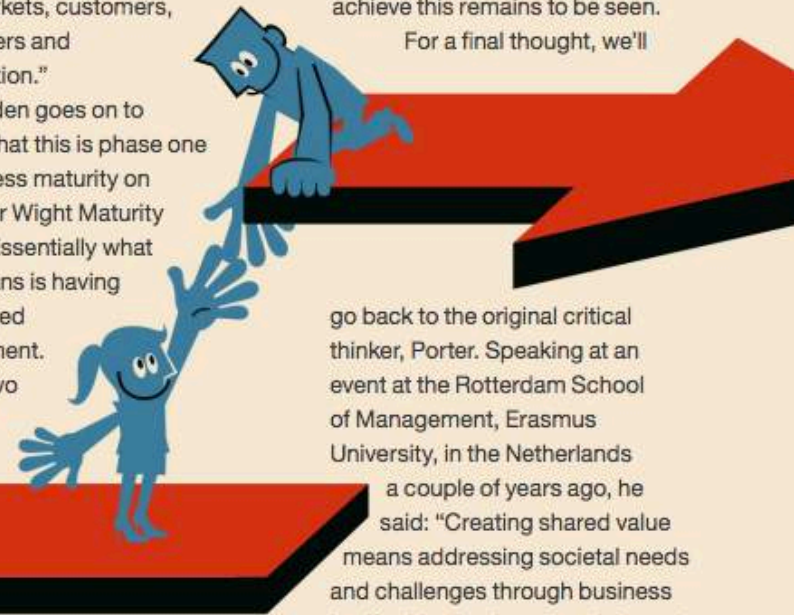 kets, customers,
ers and
tion.”
den goes on to
hat this is phase one
ess maturity on
r Wight Maturity
ssentially what
ns is having
ed
nent.
vo
achieve this remains to be seen.
For a final thought, we'll
go back to the original critical
thinker, Porter. Speaking at an
event at the Rotterdam School
of Management, Erasmus
University, in the Netherlands
a couple of years ago, he
said: “Creating shared value
means addressing societal needs
and challenges through business